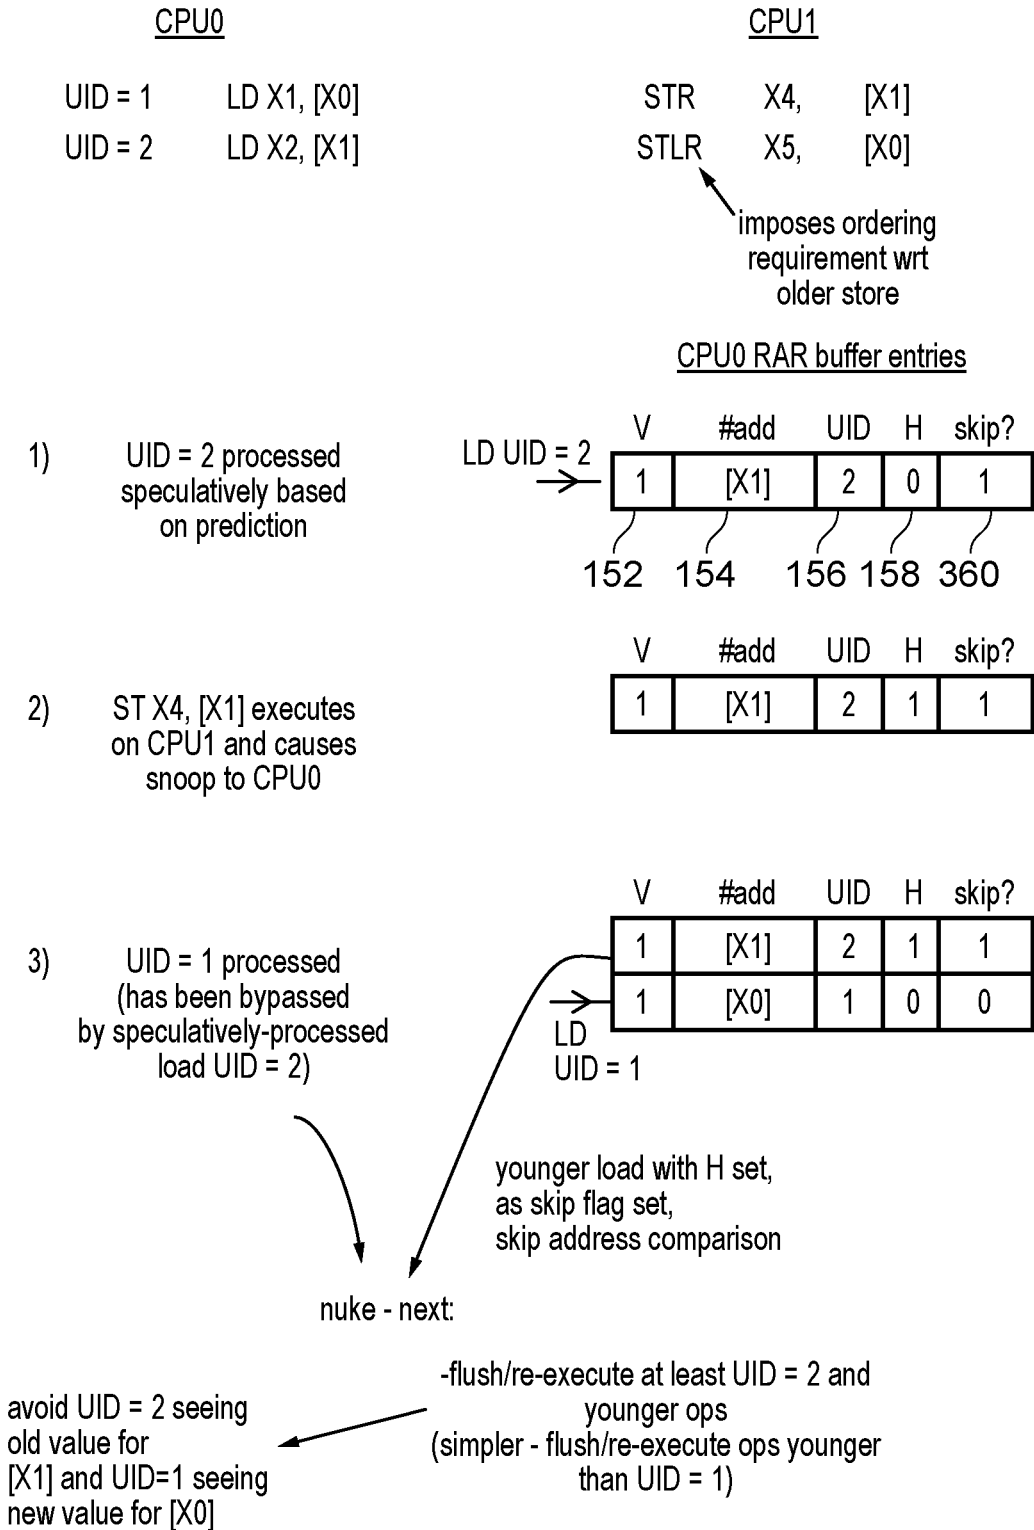 CPU0
CPU1
UID = 1 LD X1, [X0]
UID = 2 LD X2, [X1]
STR X4, [X1]
STLR X5, [X0]
imposes ordering
requirement wrt
older store
CPU0 RAR buffer entries
1)
UID = 2 processed
speculatively based
on prediction
LD UID = 2
V #add UID H skip?
1 [X1] 2 0 1
152 154 156 158 360
2)
ST X4, [X1] executes
on CPU1 and causes
snoop to CPU0
V #add UID H skip?
1 [X1] 2 1 1
3)
UID = 1 processed
(has been bypassed
by speculatively-processed
load UID = 2)
V #add UID H skip?
1 [X1] 2 1 1
1 [X0] 1 0 0
LD
UID = 1
younger load with H set,
as skip flag set,
skip address comparison
nuke - next:
-flush/re-execute at least UID = 2 and
younger ops
(simpler - flush/re-execute ops younger
than UID = 1)
avoid UID = 2 seeing
old value for
[X1] and UID=1 seeing
new value for [X0]